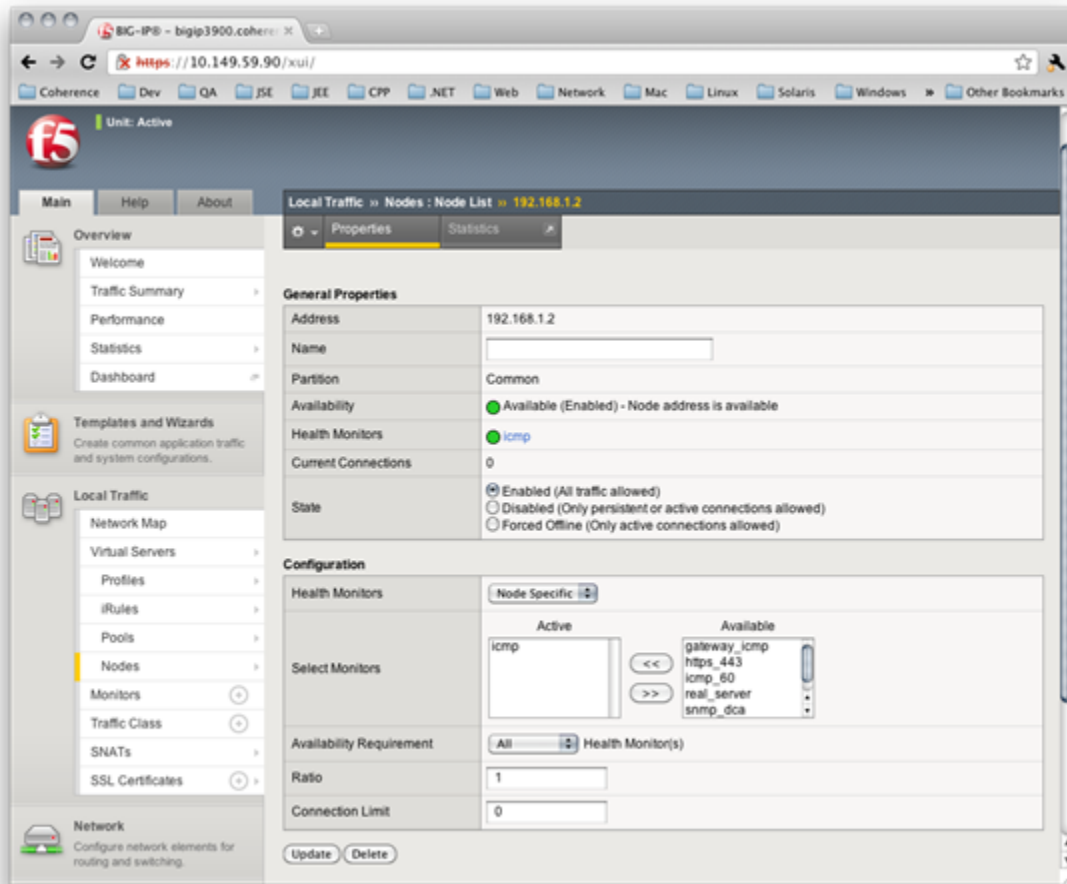 BIG-IP® - bigip3900.cohere
https://10.149.59.90/xui/
Coherence Dev QA JSE JEE CPP .NET Web Network Mac Linux Solaris Windows » Other Bookmarks
f5
Unit: Active
Main Help About
Local Traffic » Nodes : Node List » 192.168.1.2
Properties Statistics
Overview
Welcome
Traffic Summary
Performance
Statistics
Dashboard
Templates and Wizards
Create common application traffic
and system configurations.
Local Traffic
Network Map
Virtual Servers
Profiles
iRules
Pools
Nodes
Monitors
Traffic Class
SNATs
SSL Certificates
Network
Configure network elements for
routing and switching.
General Properties
Address 192.168.1.2
Name
Partition Common
Availability Available (Enabled) - Node address is available
Health Monitors icmp
Current Connections 0
State
Enabled (All traffic allowed)
Disabled (Only persistent or active connections allowed)
Forced Offline (Only active connections allowed)
Configuration
Health Monitors Node Specific
Select Monitors
Active
icmp
<<
>>
Available
gateway_icmp
https_443
icmp_60
real_server
snmp_dca
Availability Requirement All Health Monitor(s)
Ratio 1
Connection Limit 0
Update Delete